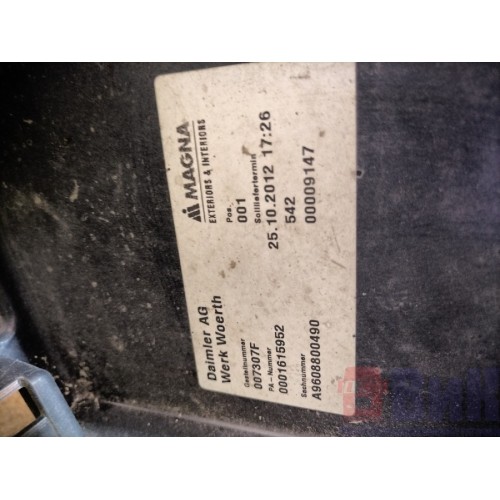 MAGNA
EXTERIORS & INTERIORS
Daimler AG
Werk Woerth
Pos.
001
Gestellnummer
007307F
Sollliefertermin
25.10.2012 17:26
FA-Nummer
0001615952
542
00009147
Sachnummer
A9608800490